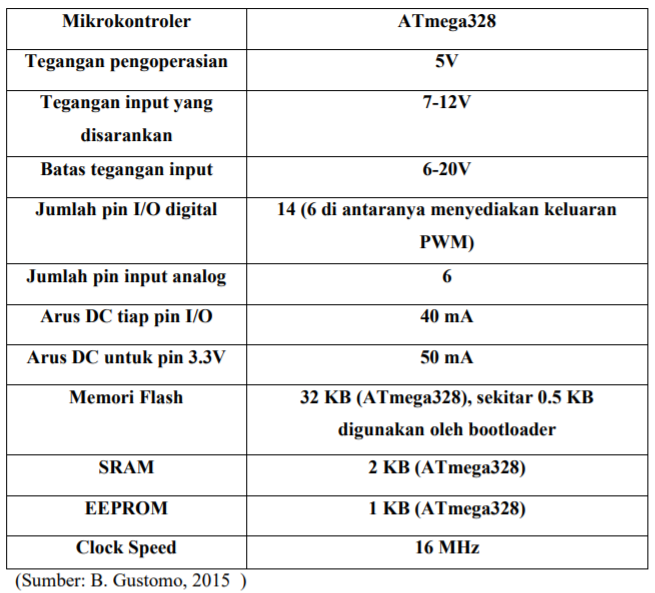 Mikrokontroler ATmega328
Tegangan pengoperasian 5V
Tegangan input yang 7-12V
disarankan
Batas tegangan input 6-20V
Jumlah pin I/O digital 14 (6 di antaranya menyediakan keluaran
PWM)
Jumlah pin input analog 6
Arus DC tiap pin I/O 40 mA
Arus DC untuk pin 3.3V 50 mA
Memori Flash 32 KB (ATmega328), sekitar 0.5 KB
digunakan oleh bootloader
SRAM 2 KB (ATmega328)
EEPROM 1 KB (ATmega328)
Clock Speed 16 MHz
(Sumber: B. Gustomo, 2015 )